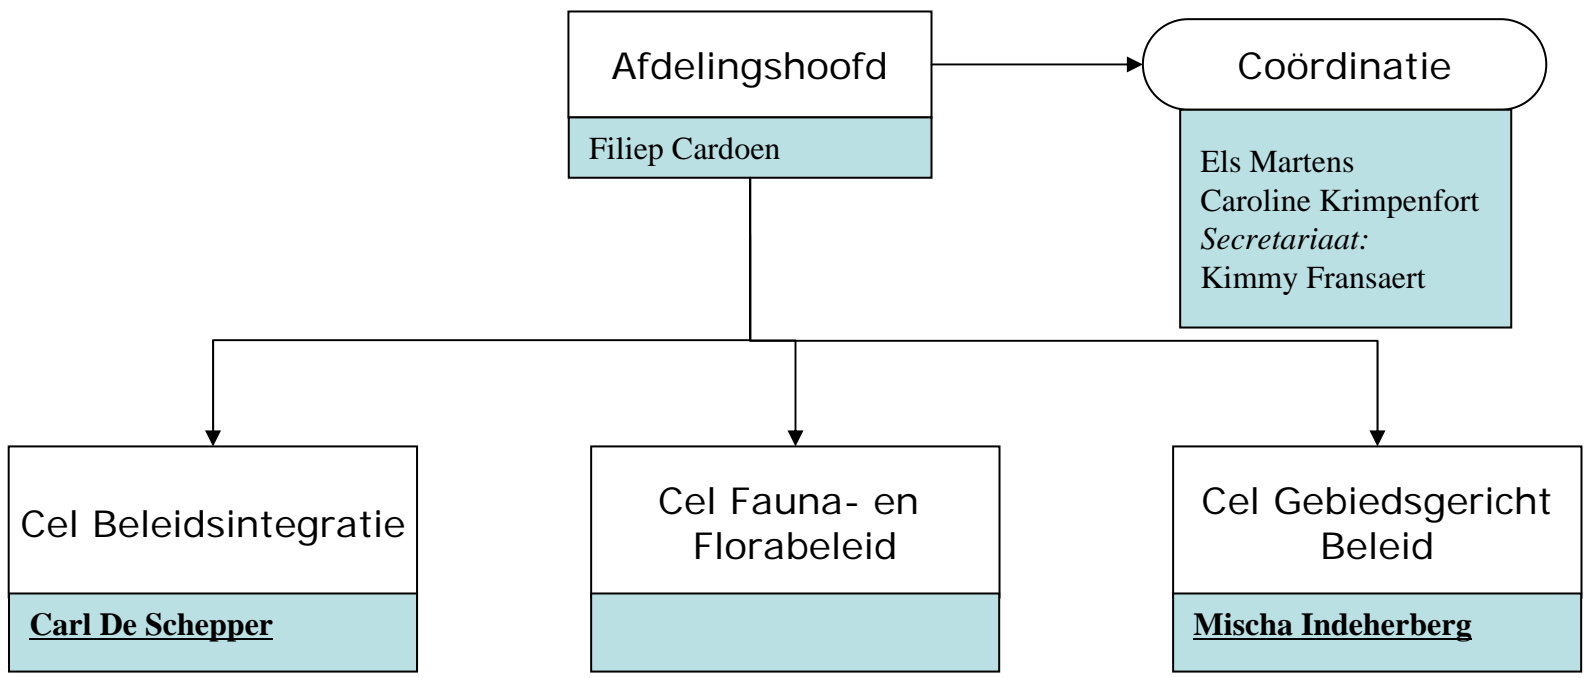 Afdelingshoofd
Filiep Cardoen
Coördinatie
Els Martens
Caroline Krimpenfort
Secretariaat:
Kimmy Fransaert
Cel Beleidsintegratie
Carl De Schepper
Cel Fauna- en
Florabeleid
Cel Gebiedsgericht
Beleid
Mischa Indeherberg